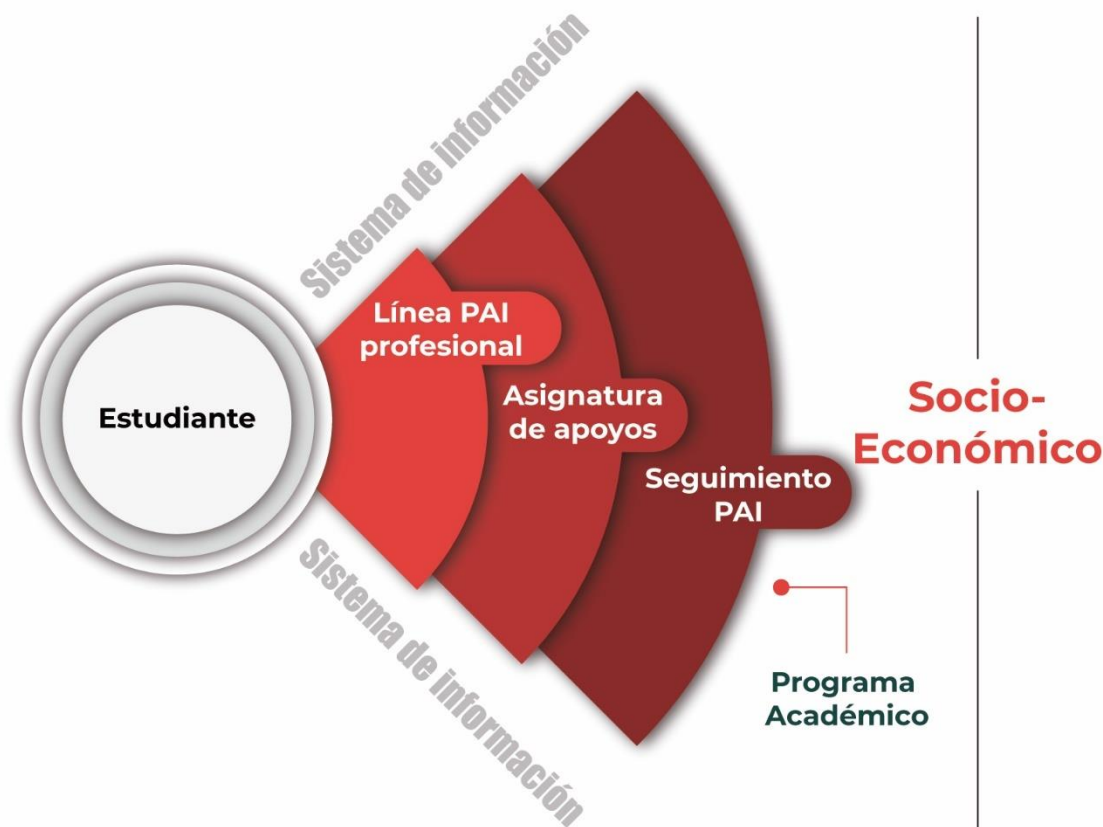 Sistema de información
Línea PAI
profesional
Estudiante
Asignatura
de apoyos
Socio-
Económico
Seguimiento
PAI
Sistema de información
Programa
Académico